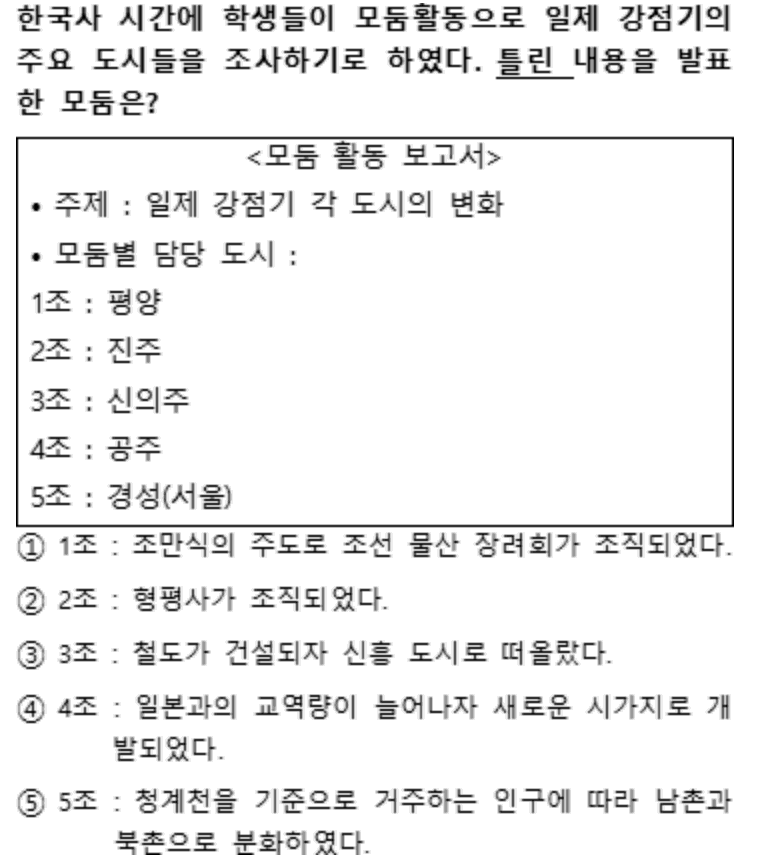 한국사 시간에 학생들이 모둠활동으로 일제 강점기의
주요 도시들을 조사하기로 하였다. 틀린 내용을 발표
한 모둠은?
<모둠 활동 보고서>
• 주제 : 일제 강점기 각 도시의 변화
• 모둠별 담당 도시 :
1조 : 평양
2조 : 진주
3조 : 신의주
4조 : 공주
5조 : 경성(서울)
① 1조 : 조만식의 주도로 조선 물산 장려회가 조직되었다.
② 2조 : 형평사가 조직되었다.
③ 3조 : 철도가 건설되자 신흥 도시로 떠올랐다.
④ 4조 : 일본과의 교역량이 늘어나자 새로운 시가지로 개
발되었다.
⑤ 5조 : 청계천을 기준으로 거주하는 인구에 따라 남촌과
북촌으로 분화하였다.